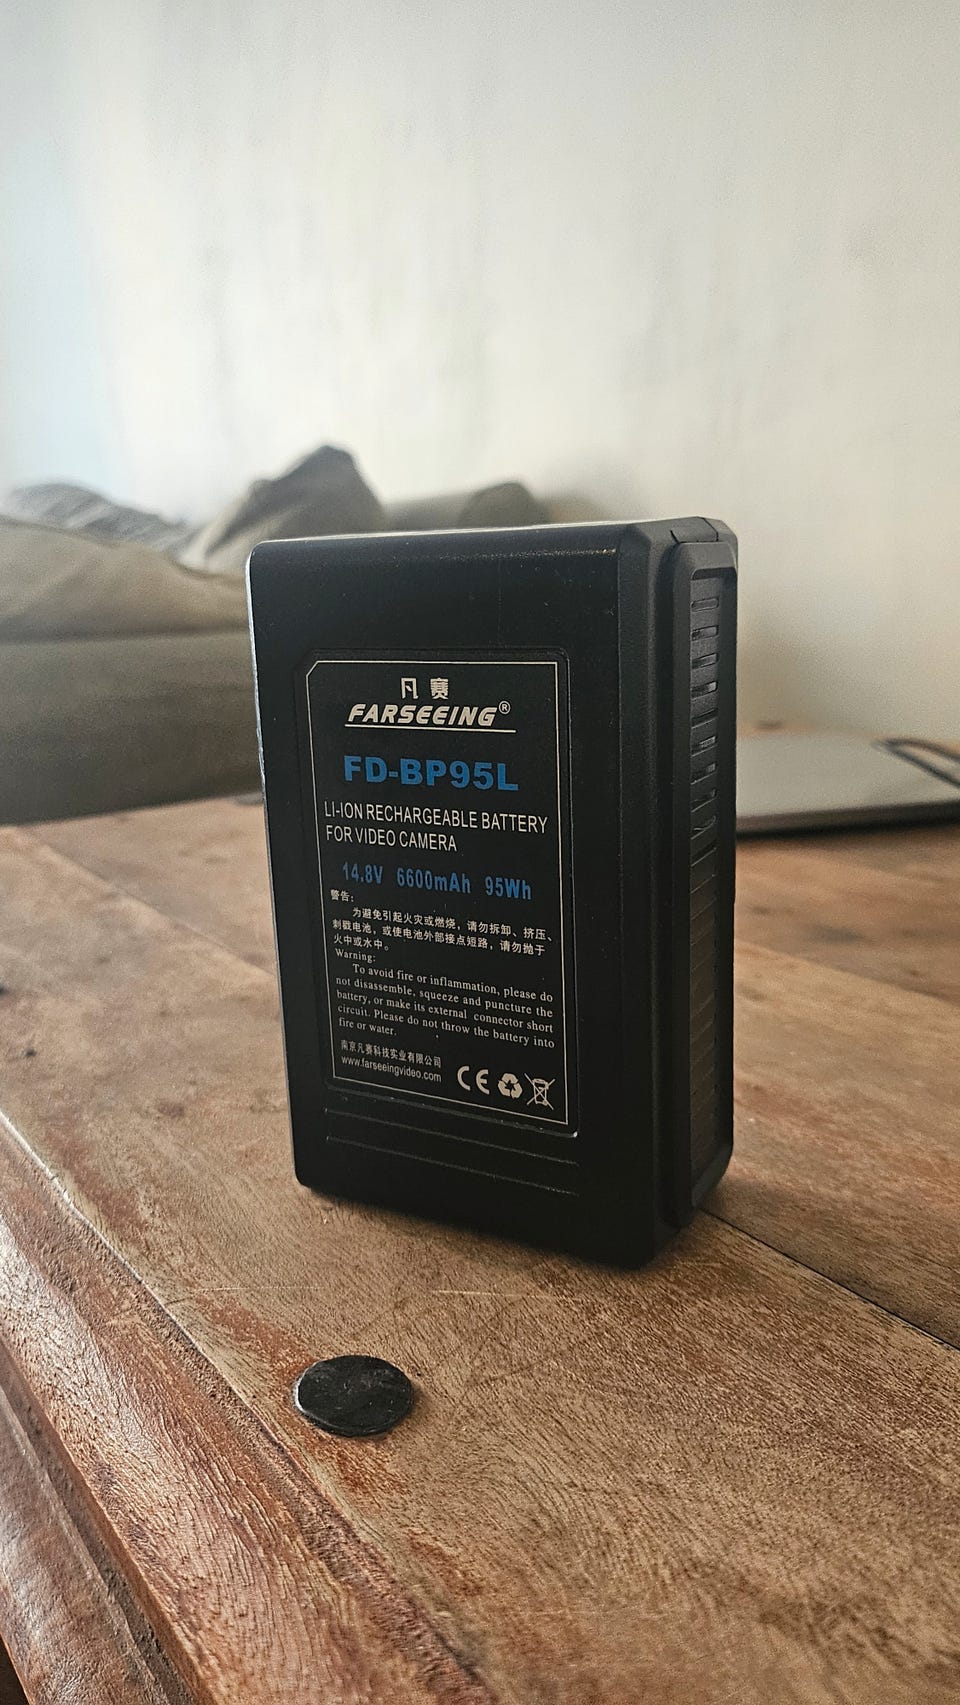 凡赛
FARSEEING®
FD-BP95L
LI-ION RECHARGEABLE BATTERY
FOR VIDEO CAMERA
14.8V 6600mAh 95Wh
警告:
为避免引起火灾或燃烧，请勿拆卸、挤压、
刺戳电池，或使电池外部接点短路，请勿抛于
火中或水中。
Warning:
To avoid fire or inflammation, please do
not disassemble, squeeze and puncture the
battery, or make its external connector short
circuit. Please do not throw the battery into
fire or water.
南京凡赛科技实业有限公司
www.farseeingvideo.com
CE